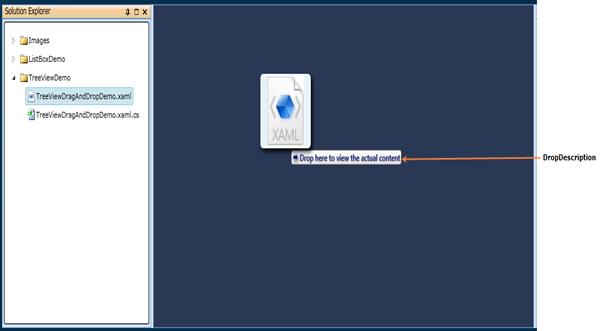 Solution Explorer
Images
ListBoxDemo
TreeViewDemo
TreeViewDragAndDropDemo.xaml
TreeViewDragAndDropDemo.xaml.cs
XAML
Drop here to view the actual content
DropDescription